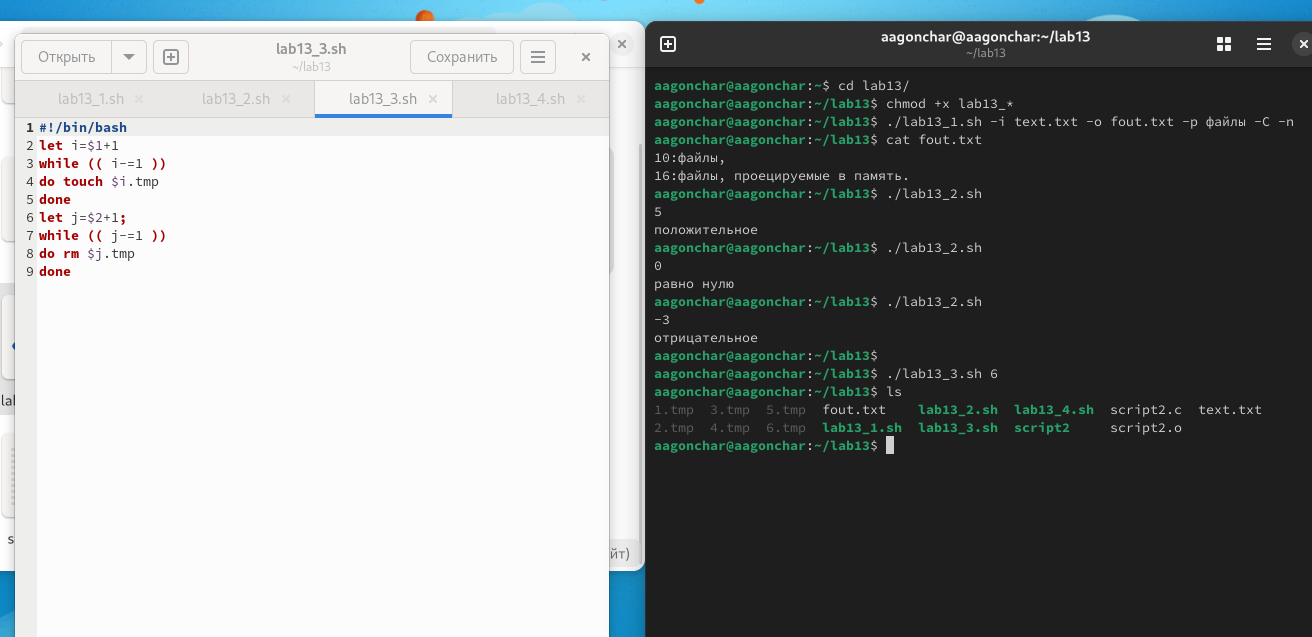 Открыть
lab13_3.sh
~/lab13
Сохранить
lab13_1.sh
lab13_2.sh
lab13_3.sh
lab13_4.sh
1 #!/bin/bash
2 let i=$1+1
3 while (( i-=1 ))
4 do touch $i.tmp
5 done
6 let j=$2+1;
7 while (( j-=1 ))
8 do rm $j.tmp
9 done
aagonchar@aagonchar:~/lab13
~/lab13
aagonchar@aagonchar:~$ cd lab13/
aagonchar@aagonchar:~/lab13$ chmod +x lab13_*
aagonchar@aagonchar:~/lab13$ ./lab13_1.sh -i text.txt -o fout.txt -p файлы -C -n
aagonchar@aagonchar:~/lab13$ cat fout.txt
10:файлы,
16:файлы, проецируемые в память.
aagonchar@aagonchar:~/lab13$ ./lab13_2.sh
5
положительное
aagonchar@aagonchar:~/lab13$ ./lab13_2.sh
0
равно нулю
aagonchar@aagonchar:~/lab13$ ./lab13_2.sh
-3
отрицательное
aagonchar@aagonchar:~/lab13$
aagonchar@aagonchar:~/lab13$ ./lab13_3.sh 6
aagonchar@aagonchar:~/lab13$ ls
1.tmp 3.tmp 5.tmp fout.txt lab13_2.sh lab13_4.sh script2.c text.txt
2.tmp 4.tmp 6.tmp lab13_1.sh lab13_3.sh script2 script2.o
aagonchar@aagonchar:~/lab13$